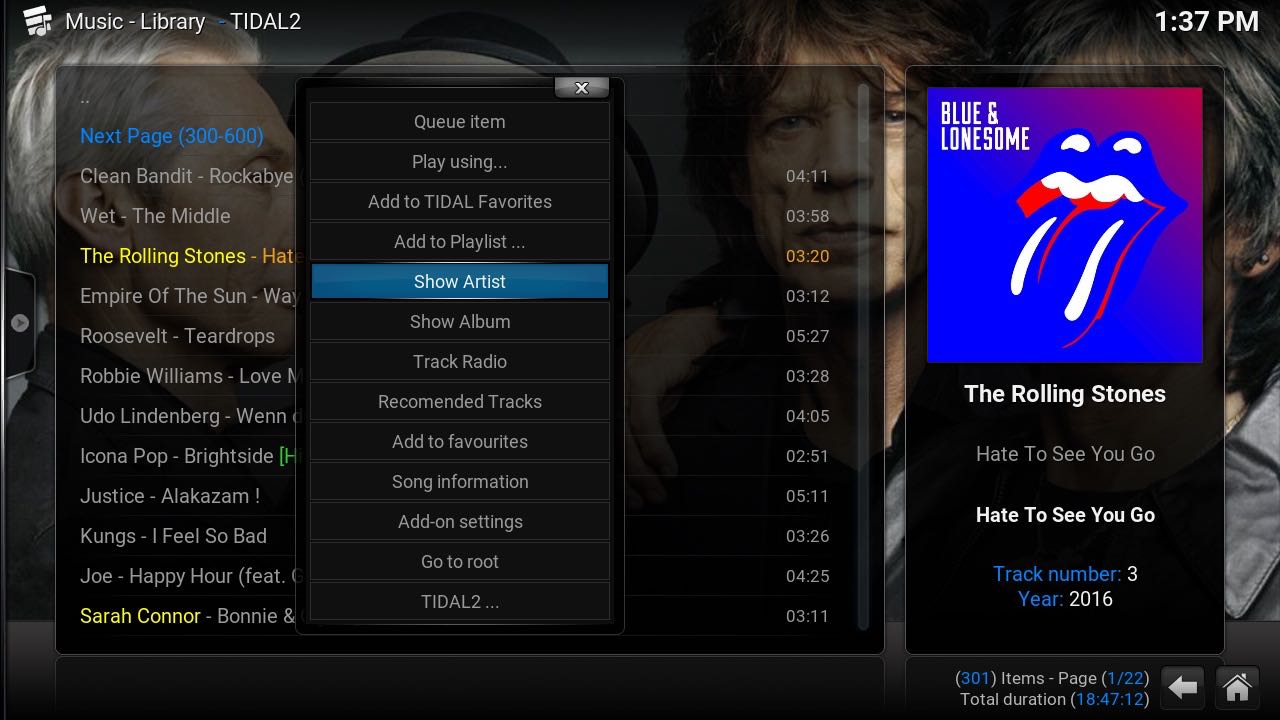 Music - Library - TIDAL2
1:37 PM
..
Next Page (300-600)
Clean Bandit - Rockabye 04:11
Wet - The Middle 03:58
The Rolling Stones - Hate 03:20
Empire Of The Sun - Way 03:12
Roosevelt - Teardrops 05:27
Robbie Williams - Love M 03:28
Udo Lindenberg - Wenn d 04:05
Icona Pop - Brightside [Hi 02:51
Justice - Alakazam ! 05:11
Kungs - I Feel So Bad 03:26
Joe - Happy Hour (feat. G 04:25
Sarah Connor - Bonnie & 03:11
Queue item
Play using...
Add to TIDAL Favorites
Add to Playlist ...
Show Artist
Show Album
Track Radio
Recomended Tracks
Add to favourites
Song information
Add-on settings
Go to root
TIDAL2 ...
BLUE &
LONESOME
The Rolling Stones
Hate To See You Go
Hate To See You Go
Track number: 3
Year: 2016
(301) Items - Page (1/22)
Total duration (18:47:12)